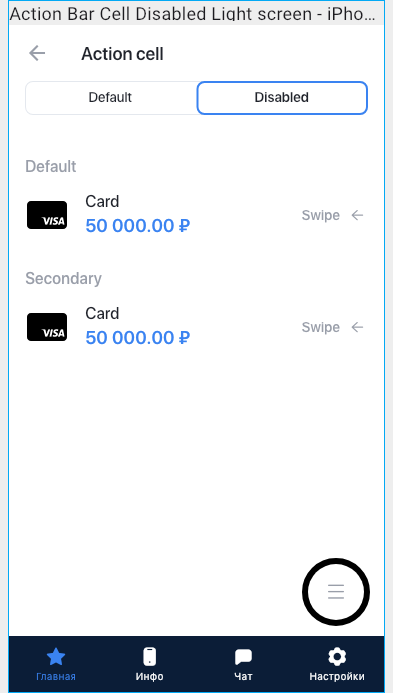 Action Bar Cell Disabled Light screen - iPho...
Action cell
Default
Disabled
Default
Card
50 000.00 ₽
Swipe
VISA
Secondary
Card
50 000.00 ₽
Swipe
VISA
Главная
Инфо
Чат
Настройки